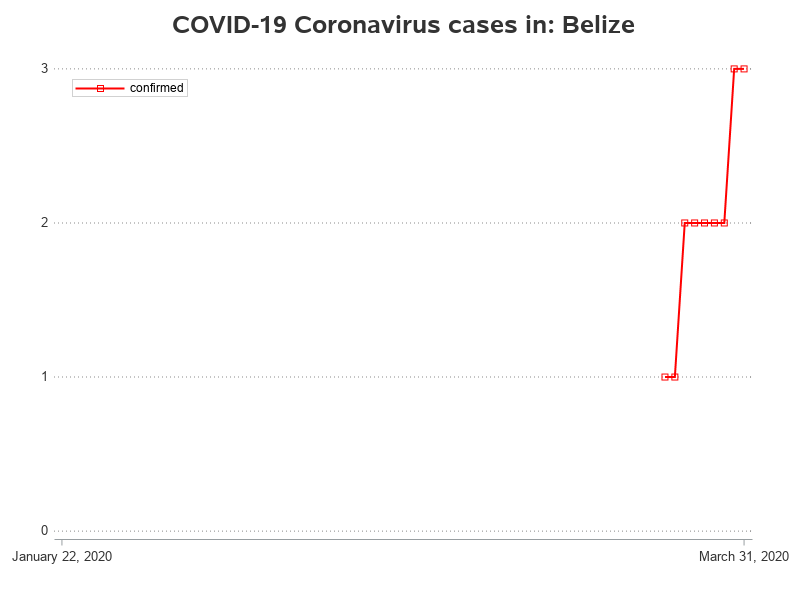 COVID-19 Coronavirus cases in: Belize
3
confirmed
2
1
0
January 22, 2020
March 31, 2020